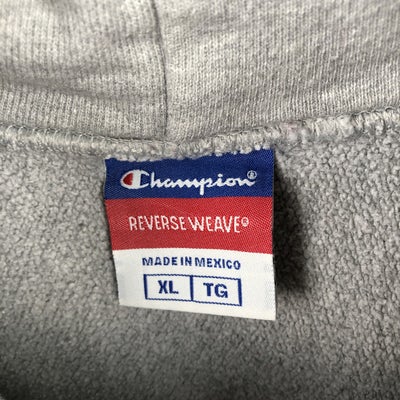 Champion®
REVERSE WEAVE®
MADE IN MEXICO
XL TG